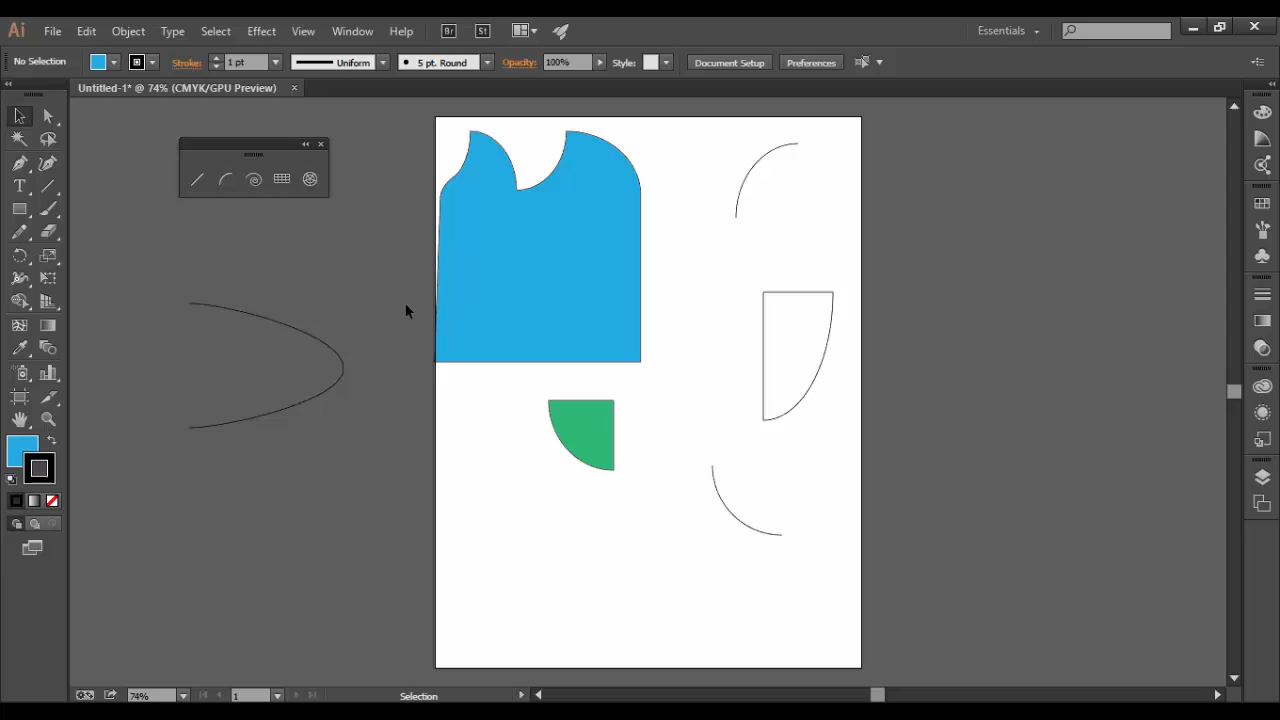 Ai File Edit Object Type Select Effect View Window Help Br St Essentials
No Selection Stroke: 1 pt Uniform 5 pt. Round Opacity: 100% Style: Document Setup Preferences
Untitled-1* @ 74% (CMYK/GPU Preview)
74% 1 Selection